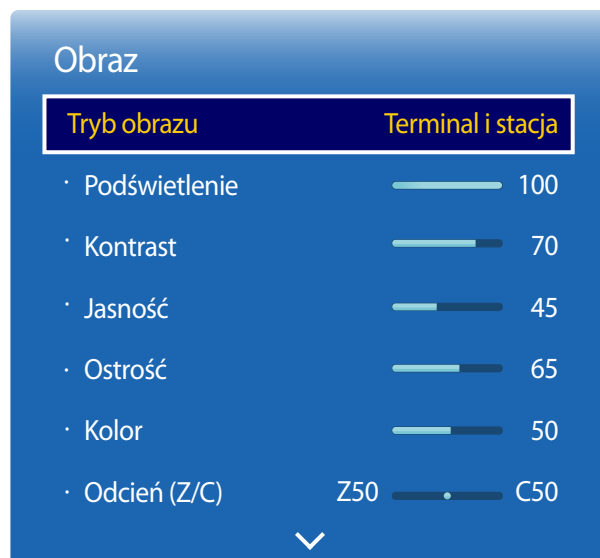 Obraz
Tryb obrazu Terminal i stacja
· Podświetlenie 100
· Kontrast 70
· Jasność 45
· Ostrość 65
· Kolor 50
· Odcień (Z/C) Z50 C50